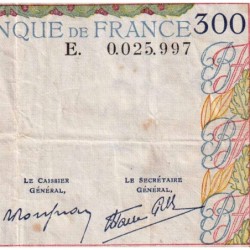 NQUE DE FRANCE 300
E. 0.025.997
LE CAISSIER GÉNÉRAL,
LE SECRÉTAIRE GÉNÉRAL,